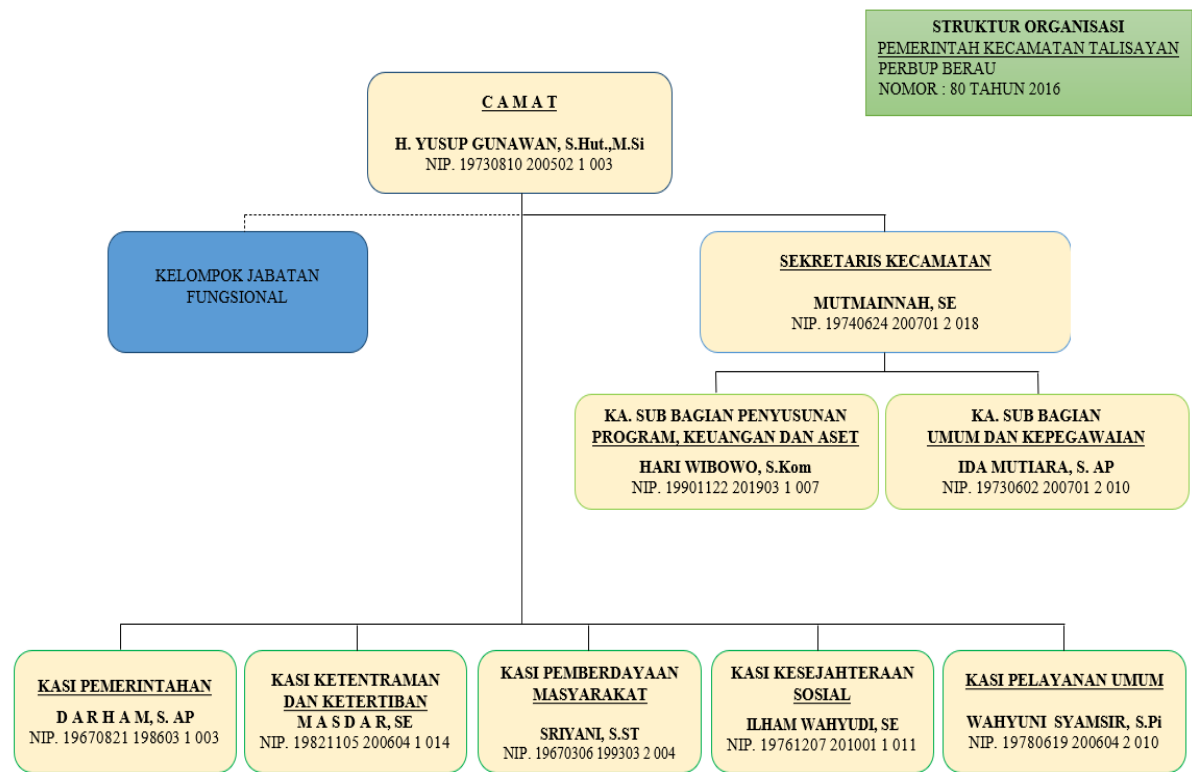 STRUKTUR ORGANISASI
PEMERINTAH KECAMATAN TALISAYAN
PERBUP BERAU
NOMOR : 80 TAHUN 2016
C A M A T
H. YUSUP GUNAWAN, S.Hut.,M.Si
NIP. 19730810 200502 1 003
KELOMPOK JABATAN
FUNGSIONAL
SEKRETARIS KECAMATAN
MUTMAINNAH, SE
NIP. 19740624 200701 2 018
KA. SUB BAGIAN PENYUSUNAN
PROGRAM, KEUANGAN DAN ASET
HARI WIBOWO, S.Kom
NIP. 19901122 201903 1 007
KA. SUB BAGIAN
UMUM DAN KEPEGAWAIAN
IDA MUTIARA, S. AP
NIP. 19730602 200701 2 010
KASI PEMERINTAHAN
D A R H A M, S. AP
NIP. 19670821 198603 1 003
KASI KETENTRAMAN
DAN KETERTIBAN
M A S D A R, SE
NIP. 19821105 200604 1 014
KASI PEMBERDAYAAN
MASYARAKAT
SRIYANI, S.ST
NIP. 19670306 199303 2 004
KASI KESEJAHTERAAN
SOSIAL
ILHAM WAHYUDI, SE
NIP. 19761207 201001 1 011
KASI PELAYANAN UMUM
WAHYUNI  SYAMSIR, S.Pi
NIP. 19780619 200604 2 010